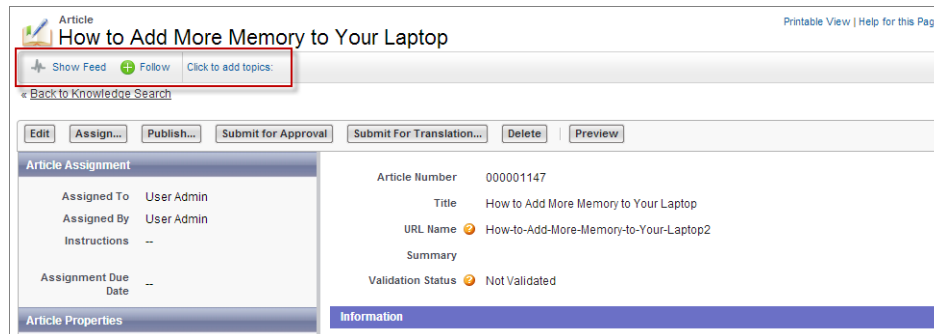 Article
How to Add More Memory to Your Laptop
Printable View | Help for this Pag
Show Feed Follow Click to add topics:
« Back to Knowledge Search
Edit Assign... Publish... Submit for Approval Submit For Translation... Delete Preview
Article Assignment
Assigned To User Admin
Assigned By User Admin
Instructions --
Assignment Due Date --
Article Properties
Article Number 000001147
Title How to Add More Memory to Your Laptop
URL Name ? How-to-Add-More-Memory-to-Your-Laptop2
Summary
Validation Status ? Not Validated
Information